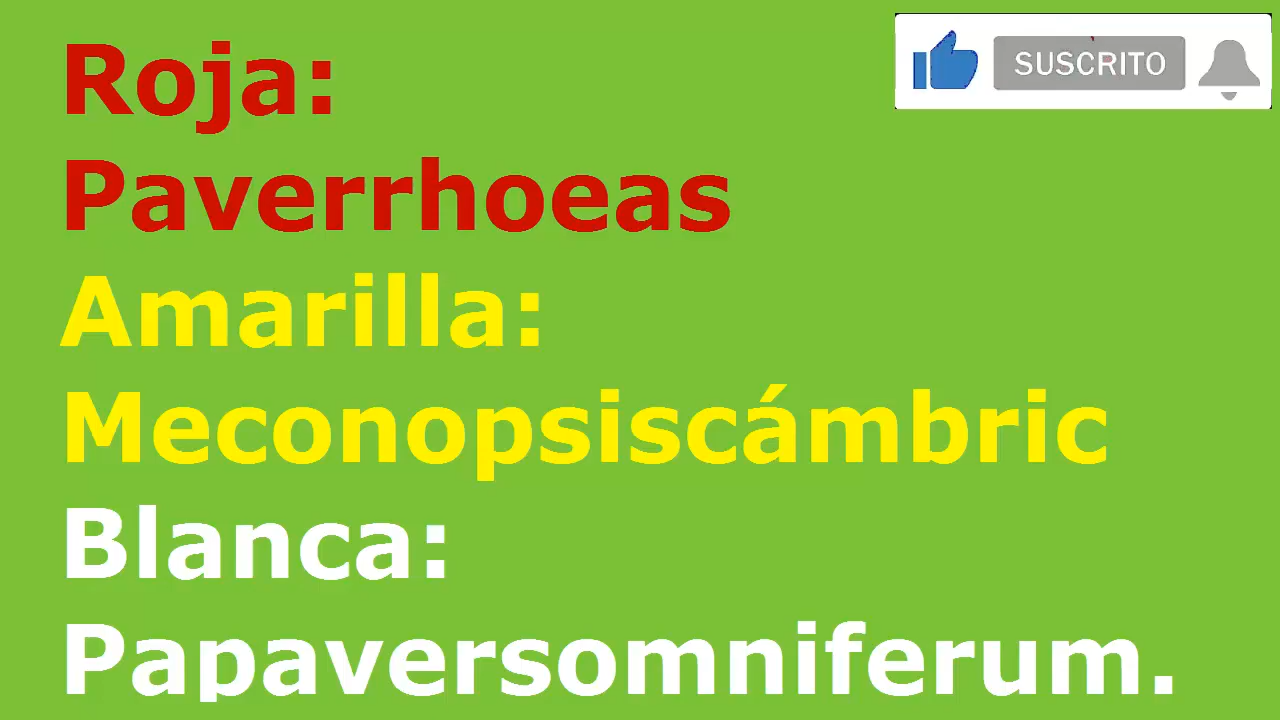 Roja:
SUSCRITO
Paverrhoeas
Amarilla:
Meconopsiscámbric
Blanca:
Papaversomniferum.